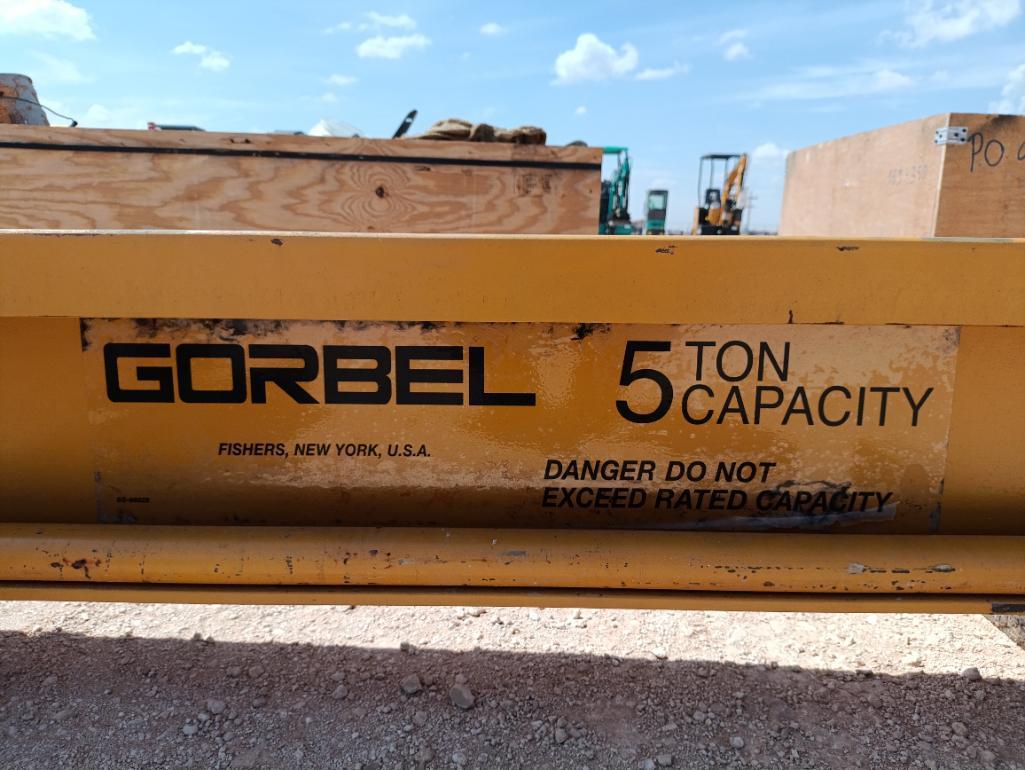 GORBEL
5 TON
CAPACITY
FISHERS, NEW YORK, U.S.A.
DANGER DO NOT
EXCEED RATED CAPACITY
PO